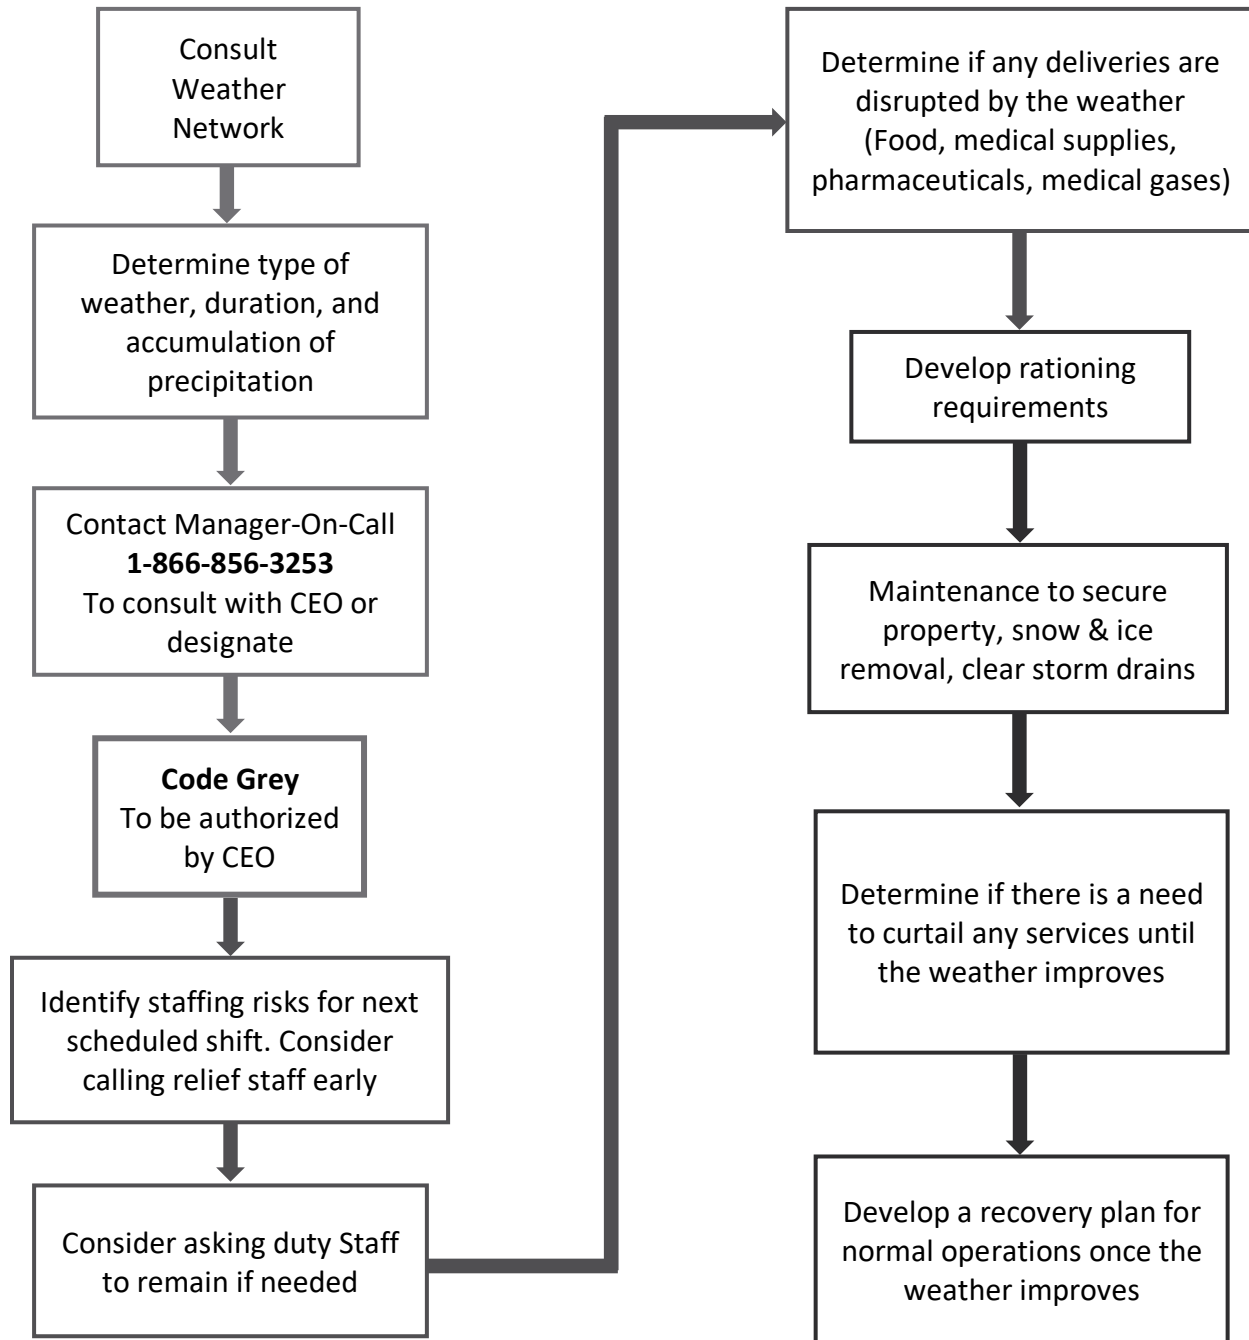 Consult
Weather
Network
Determine type of
weather, duration, and
accumulation of
precipitation
Contact Manager-On-Call
1-866-856-3253
To consult with CEO or
designate
Code Grey
To be authorized
by CEO
Identify staffing risks for next
scheduled shift. Consider
calling relief staff early
Consider asking duty Staff
to remain if needed
Determine if any deliveries are
disrupted by the weather
(Food, medical supplies,
pharmaceuticals, medical gases)
Develop rationing
requirements
Maintenance to secure
property, snow & ice
removal, clear storm drains
Determine if there is a need
to curtail any services until
the weather improves
Develop a recovery plan for
normal operations once the
weather improves